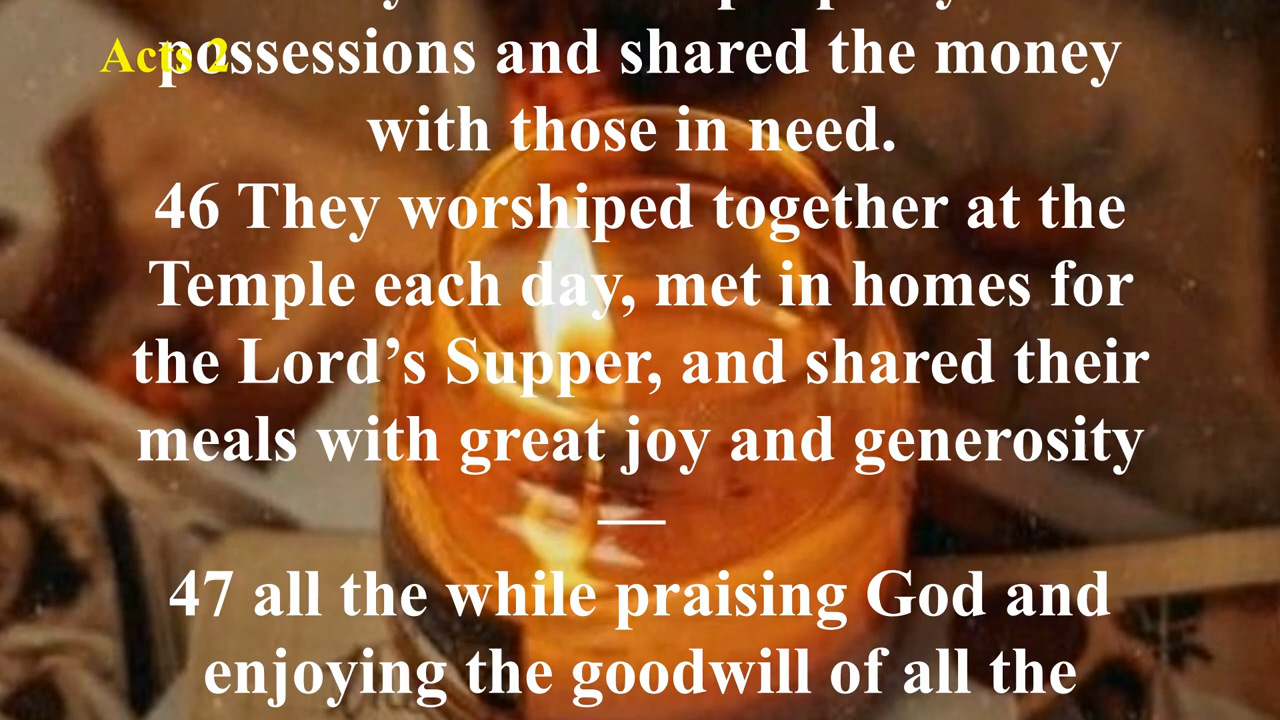 Acts 2
possessions and shared the money
with those in need.
46 They worshiped together at the
Temple each day, met in homes for
the Lord’s Supper, and shared their
meals with great joy and generosity
—
47 all the while praising God and
enjoying the goodwill of all the